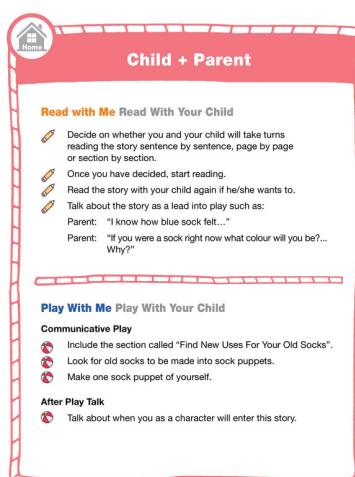 Home
Child + Parent
Read with Me Read With Your Child
Decide on whether you and your child will take turns
reading the story sentence by sentence, page by page
or section by section.
Once you have decided, start reading.
Read the story with your child again if he/she wants to.
Talk about the story as a lead into play such as:
Parent: “I know how blue sock felt…”
Parent: “If you were a sock right now what colour will you be?...
Why?”
Play With Me Play With Your Child
Communicative Play
Include the section called “Find New Uses For Your Old Socks”.
Look for old socks to be made into sock puppets.
Make one sock puppet of yourself.
After Play Talk
Talk about when you as a character will enter this story.